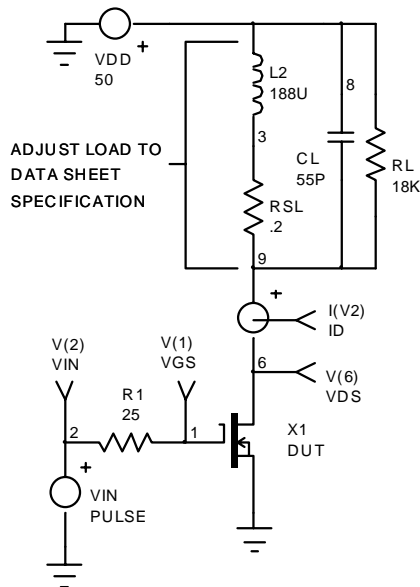 VDD
50
L2
188U
8
3
CL
55P
RL
18K
ADJUST LOAD TO
DATA SHEET
SPECIFICATION
RSL
.2
9
I(V2)
ID
V(2)
VIN
V(1)
VGS
6
V(6)
VDS
R1
25
2
1
X1
DUT
VIN
PULSE